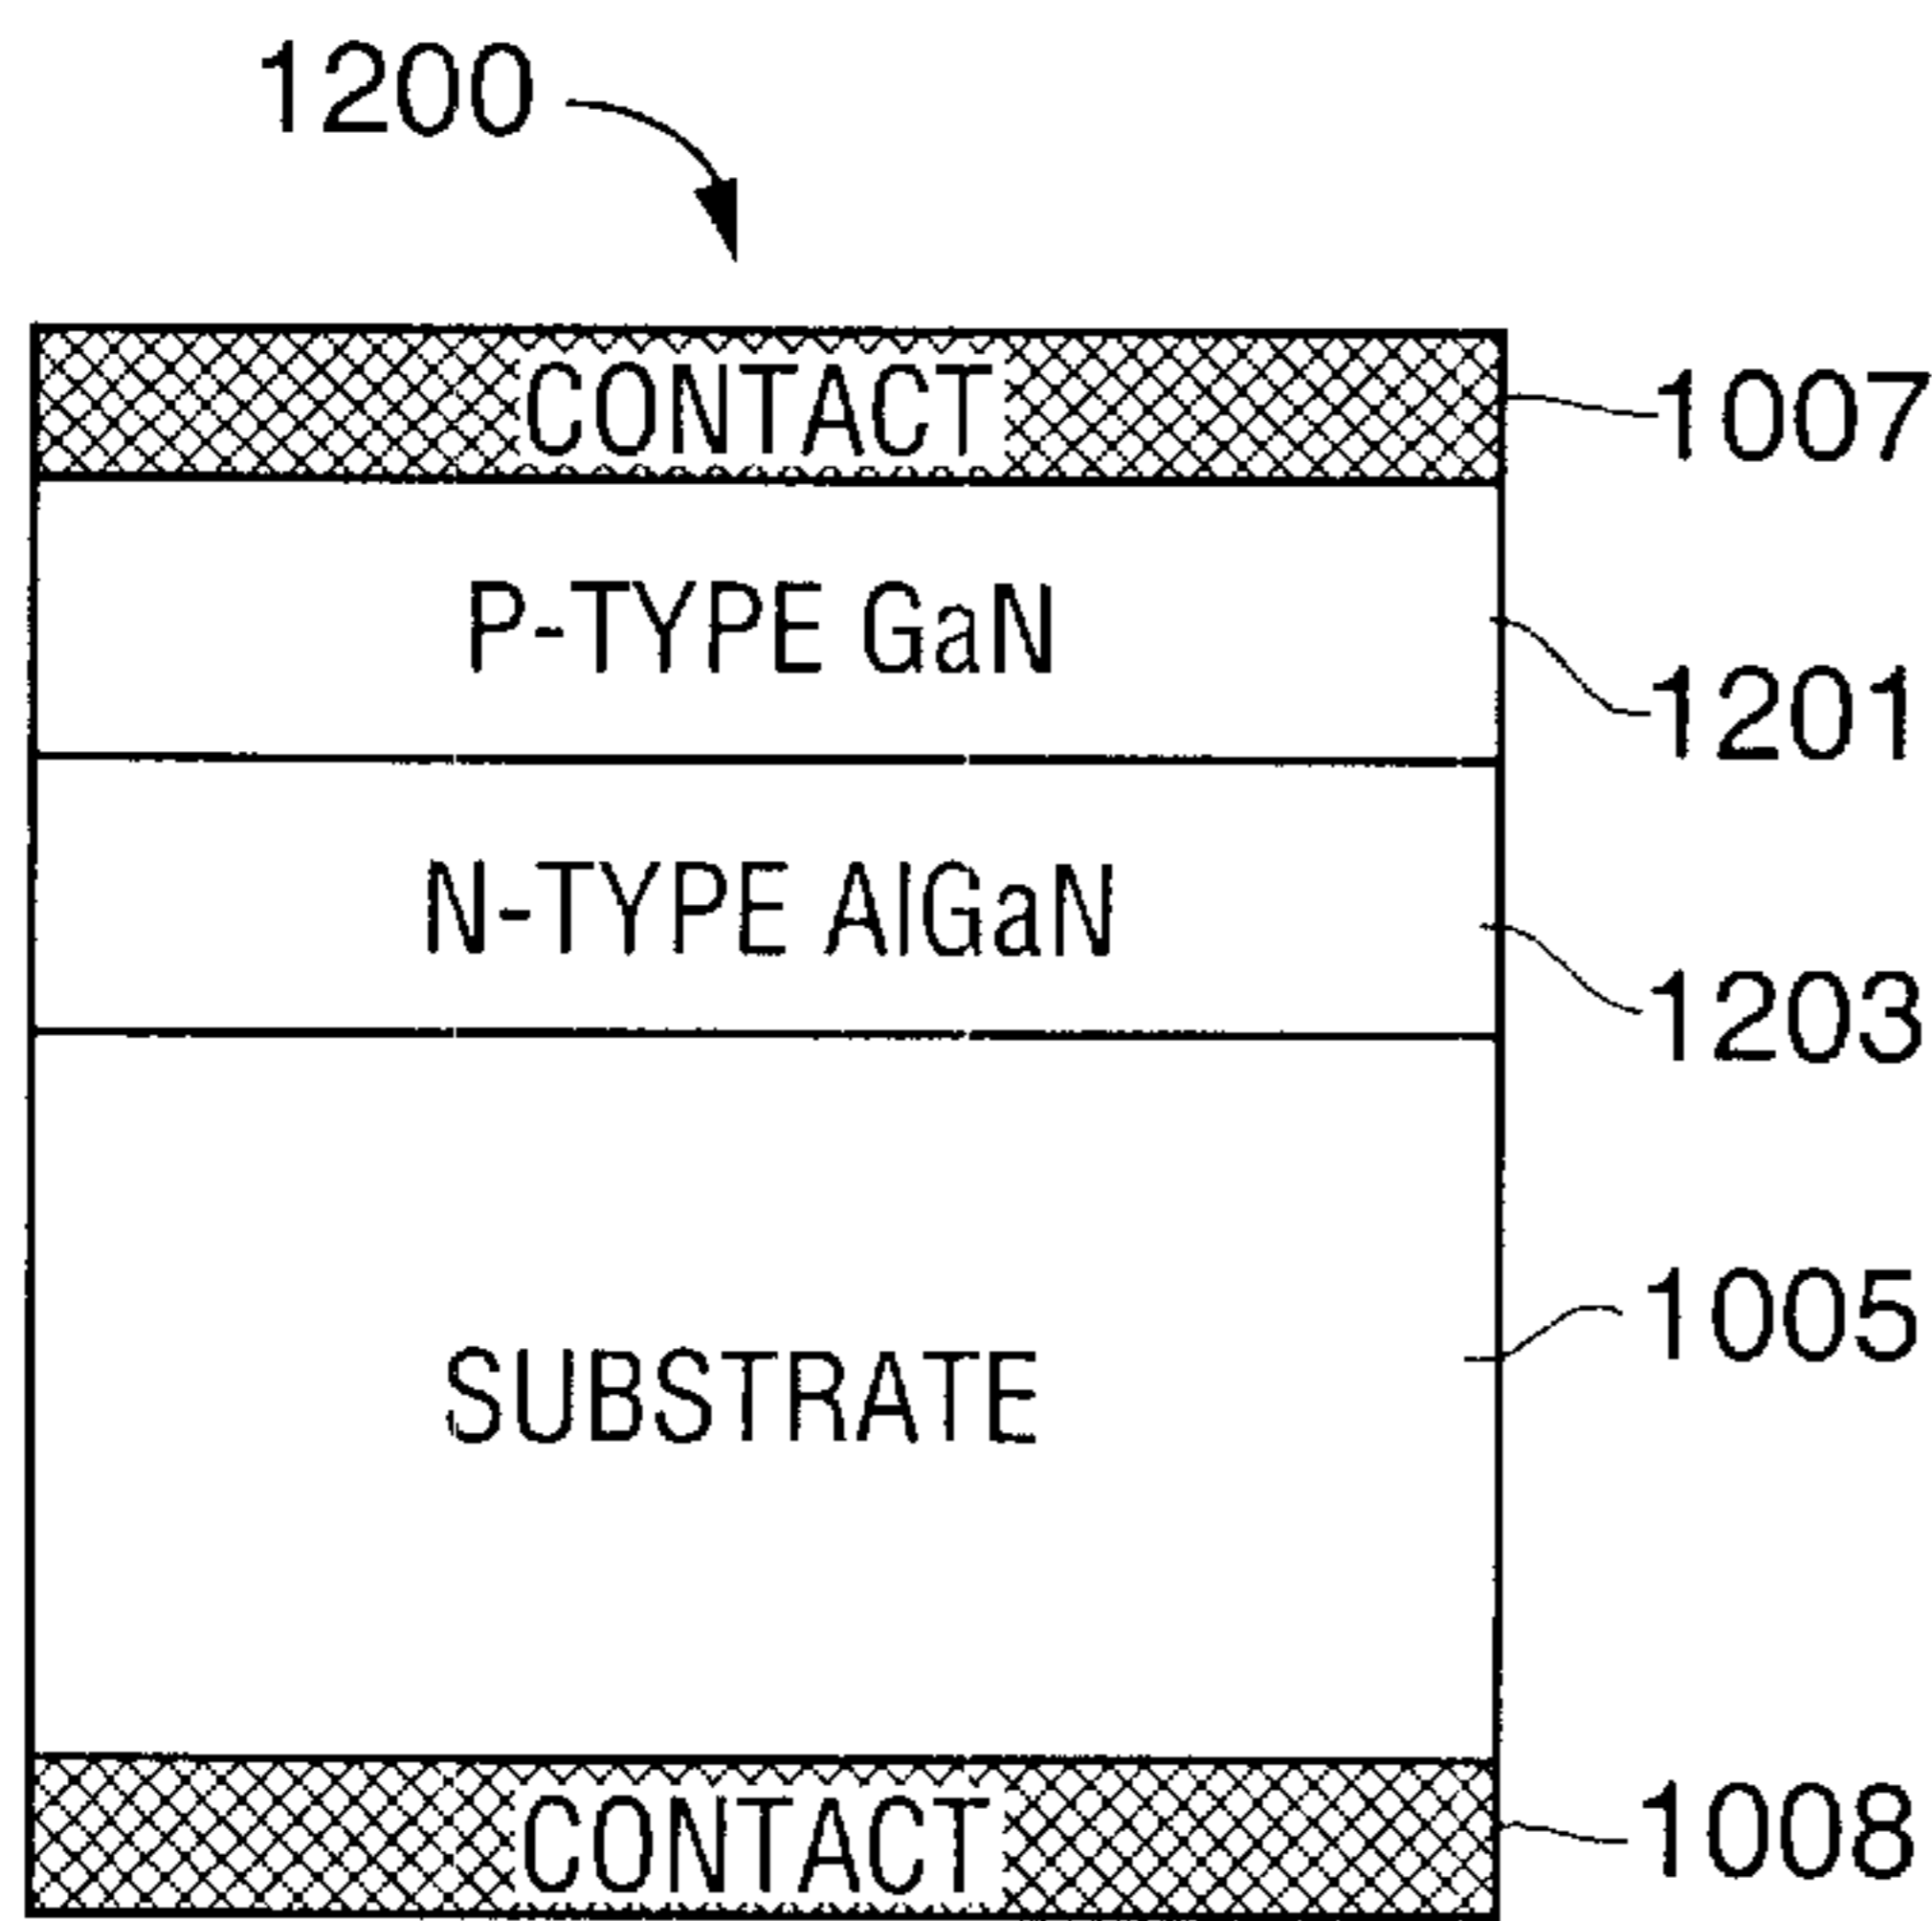 1200
CONTACT
1007
P-TYPE GaN
1201
N-TYPE AlGaN
1203
1005
SUBSTRATE
CONTACT
1008